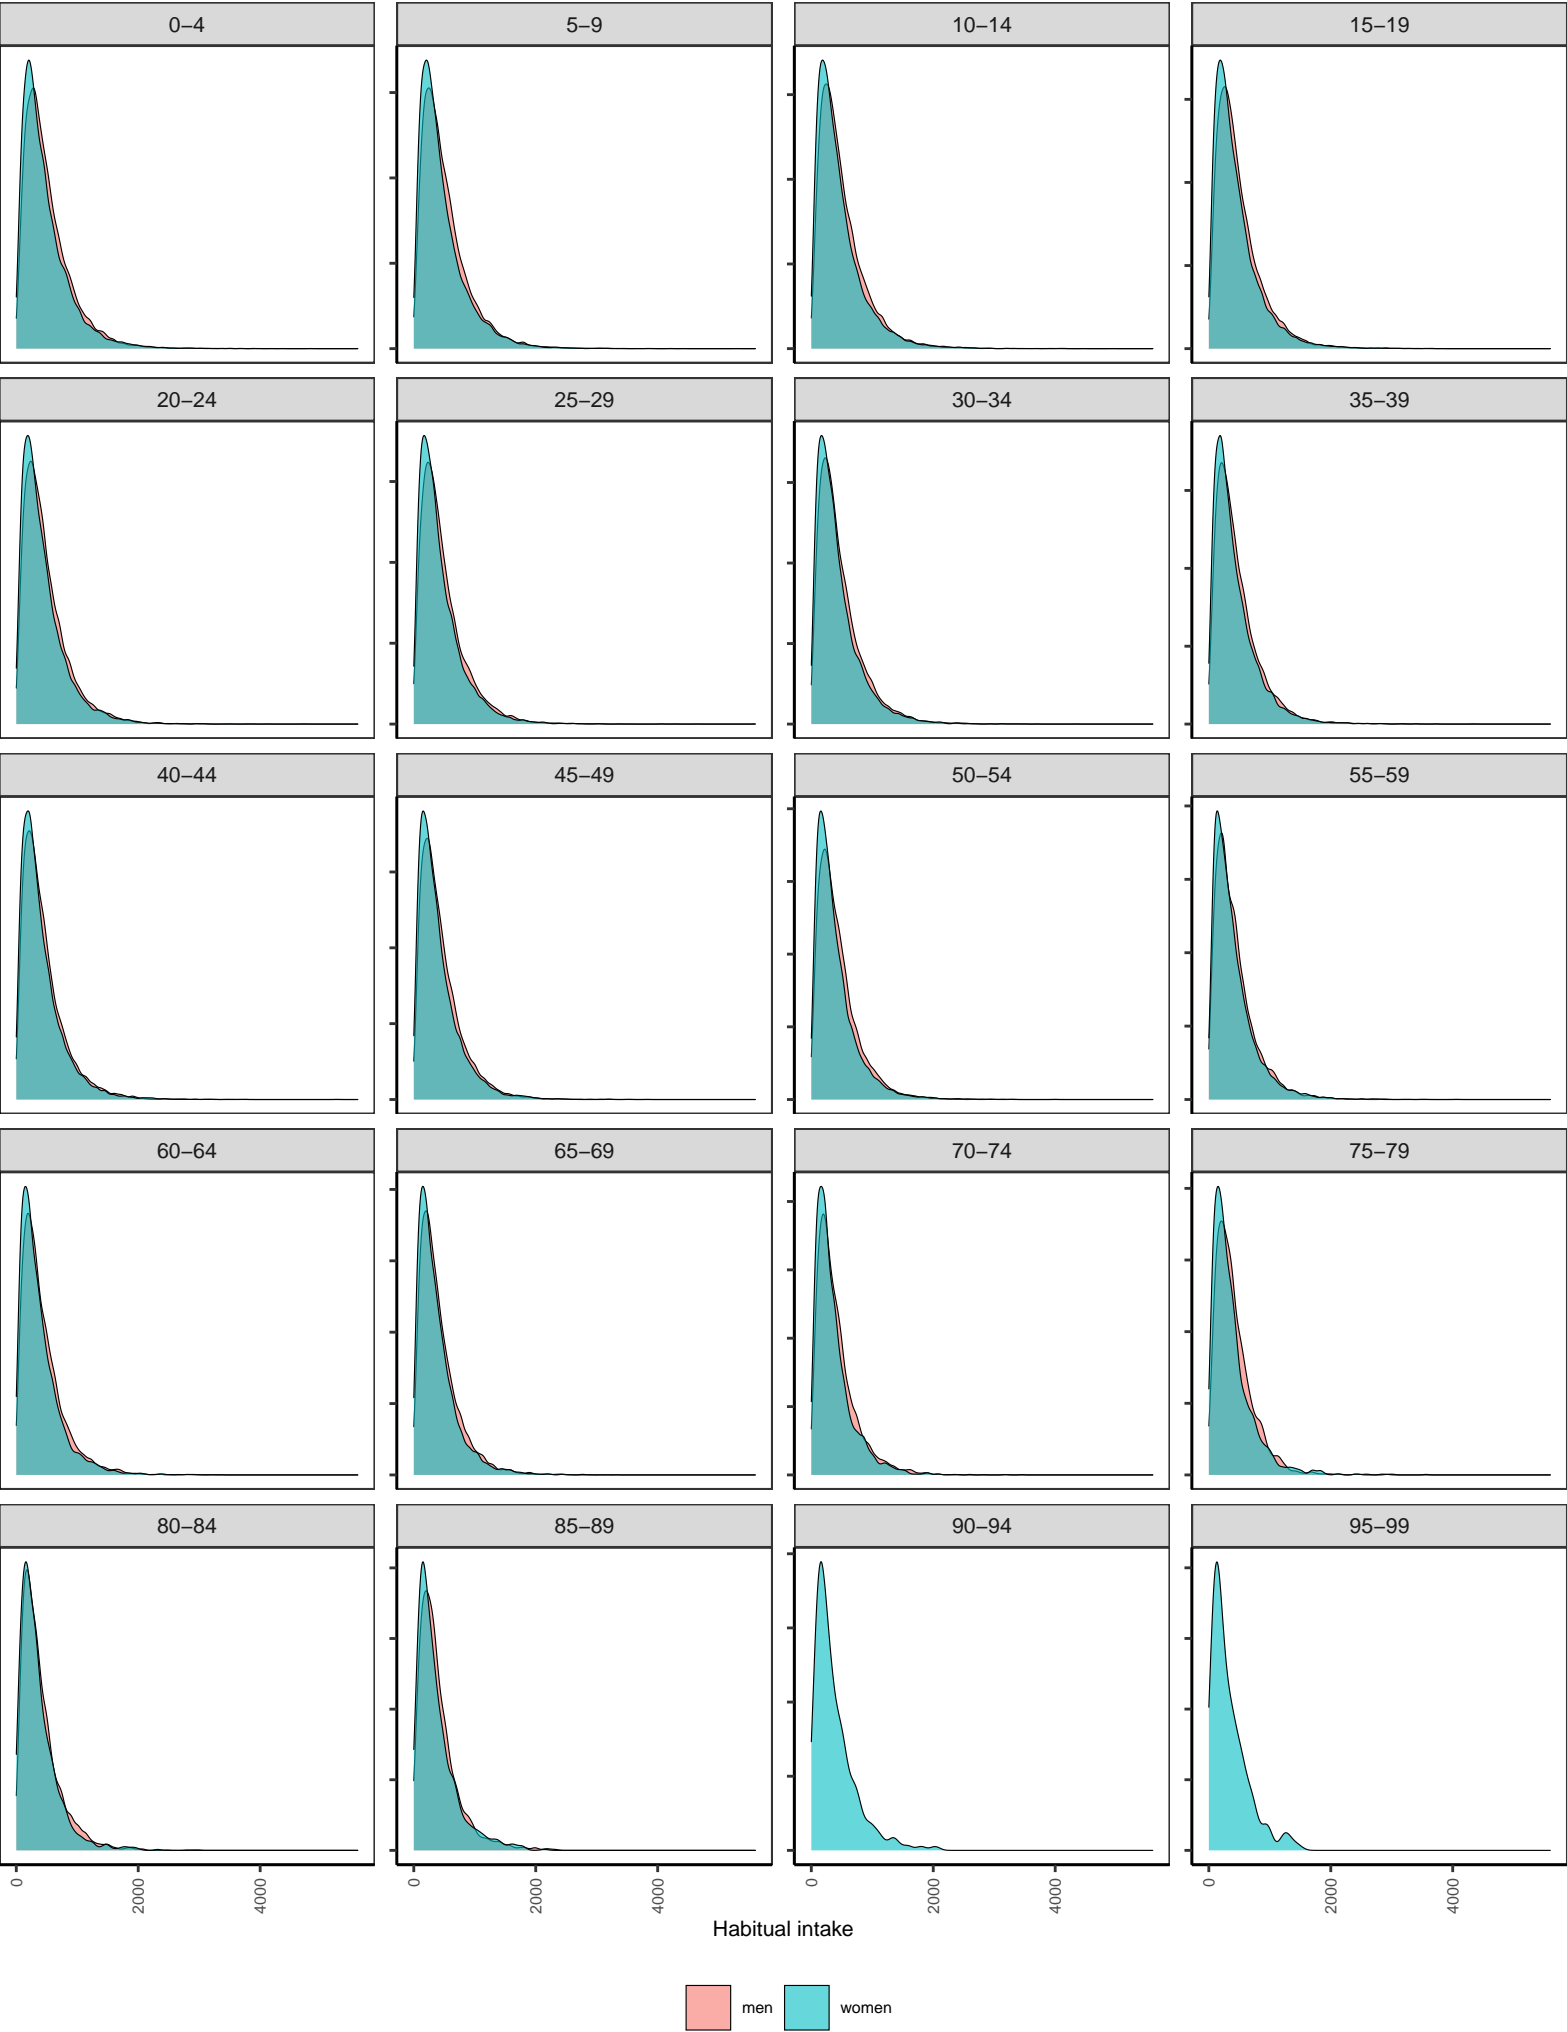 0–4 5–9 10–14 15–19
20–24 25–29 30–34 35–39
40–44 45–49 50–54 55–59
60–64 65–69 70–74 75–79
80–84 85–89 90–94 95–99
0 2000 4000 0 2000 4000 0 2000 4000 0 2000 4000
Habitual intake
men women